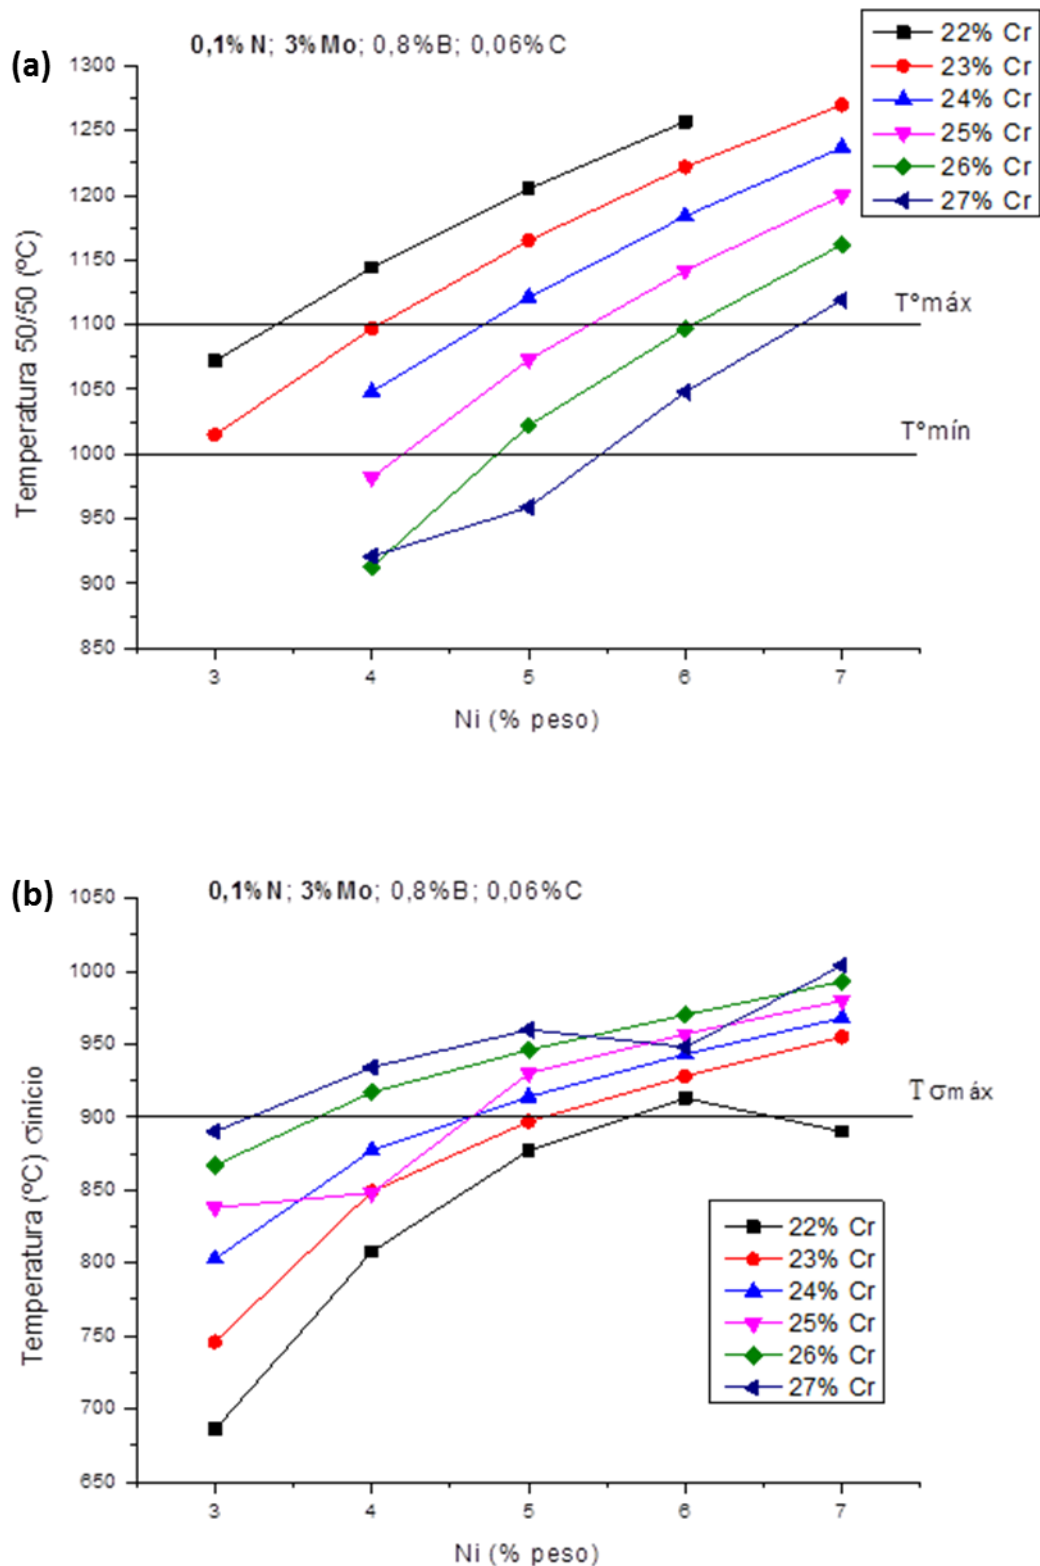 (a)
0,1%N; 3%Mo; 0,8%B; 0,06%C
22% Cr
23% Cr
24% Cr
25% Cr
26% Cr
27% Cr
1300
1250
1200
1150
1100
1050
1000
950
900
850
Temperatura 50/50 (ºC)
T°máx
T°mín
3 4 5 6 7
Ni (% peso)
(b)
0,1%N; 3%Mo; 0,8%B; 0,06%C
1050
1000
950
900
850
800
750
700
650
Temperatura (ºC) σinício
Tσmáx
22% Cr
23% Cr
24% Cr
25% Cr
26% Cr
27% Cr
3 4 5 6 7
Ni (% peso)